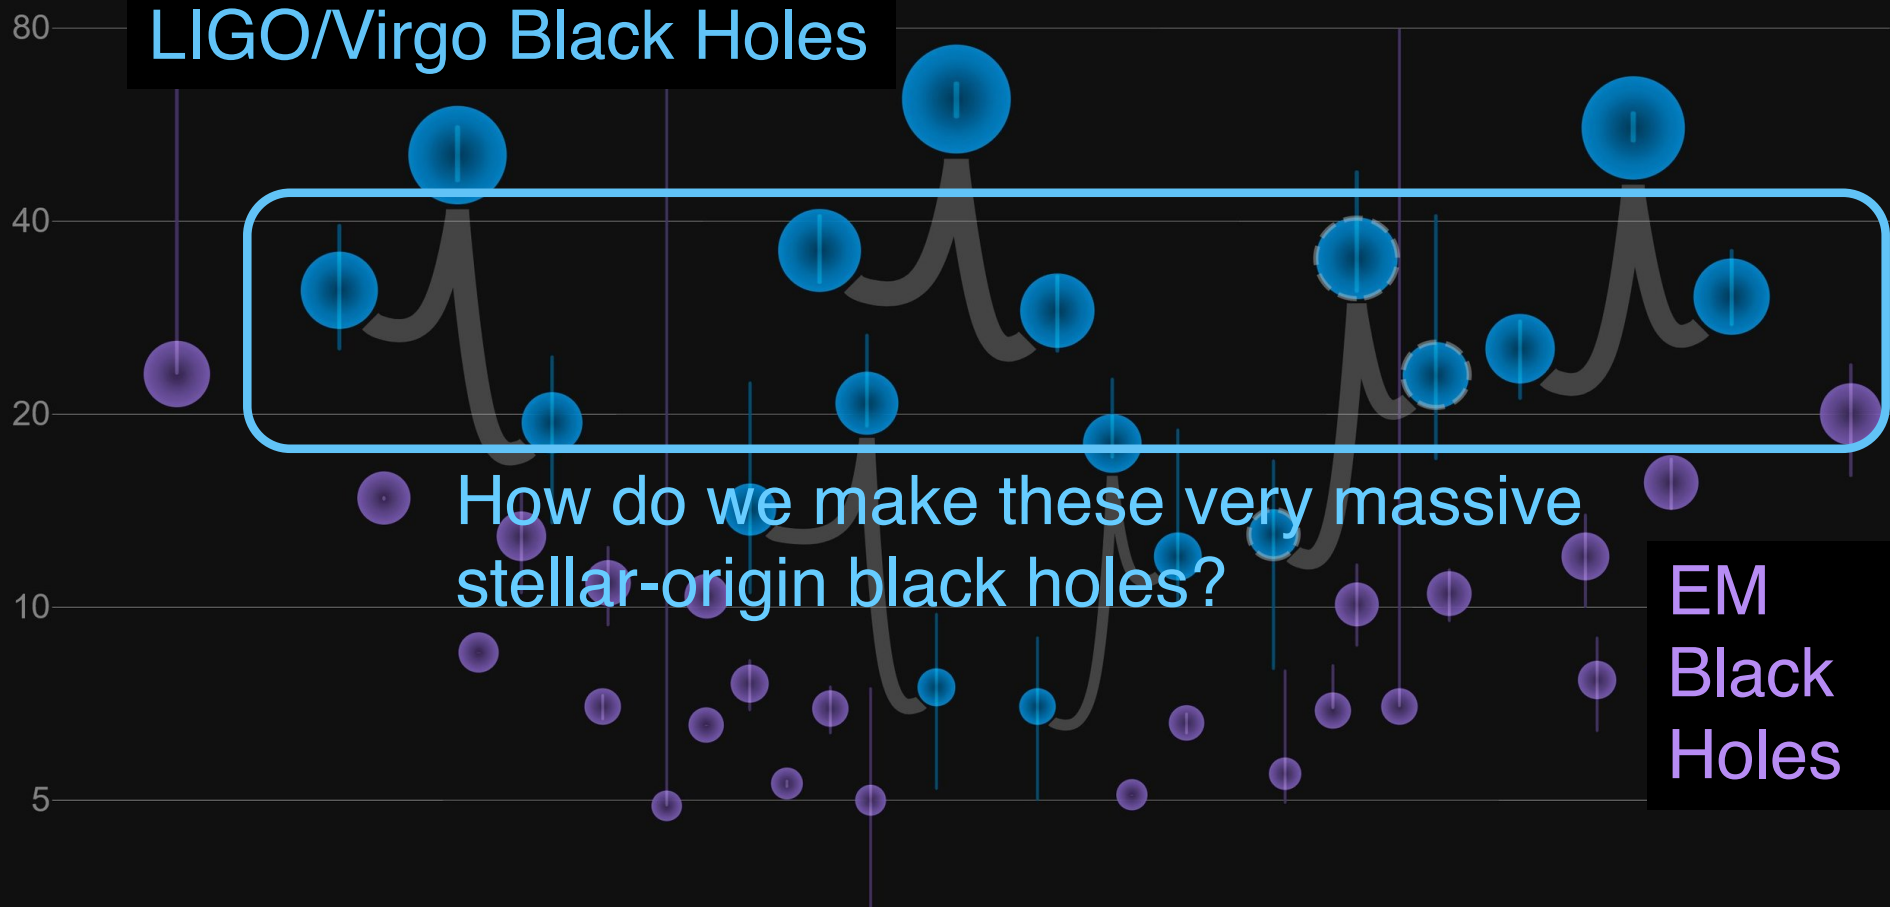 80
LIGO/Virgo Black Holes
40
20
How do we make these very massive
stellar-origin black holes?
10
EM
Black
Holes
5